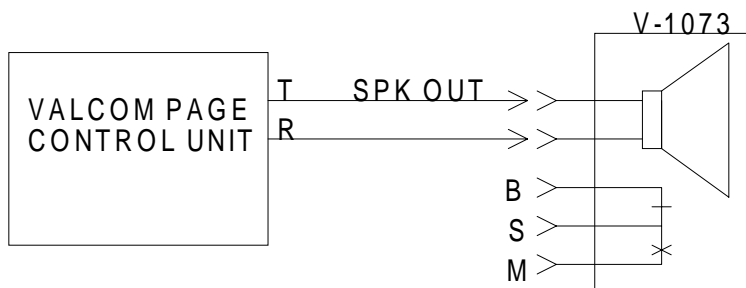 V-1073
T SPK OUT
VALCOM PAGE
CONTROL UNIT
R
B
S
M